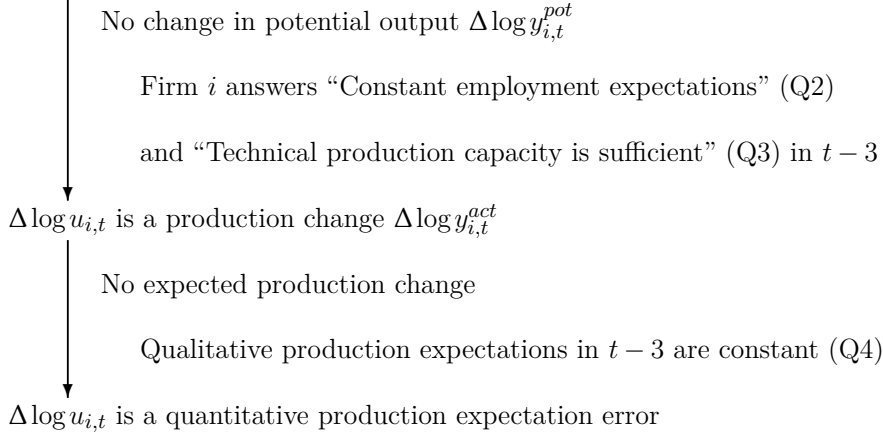 No change in potential output Δ log y_{i,t}^{pot}
Firm i answers “Constant employment expectations” (Q2)
and “Technical production capacity is sufficient” (Q3) in t − 3
Δ log u_{i,t} is a production change Δ log y_{i,t}^{act}
No expected production change
Qualitative production expectations in t − 3 are constant (Q4)
Δ log u_{i,t} is a quantitative production expectation error